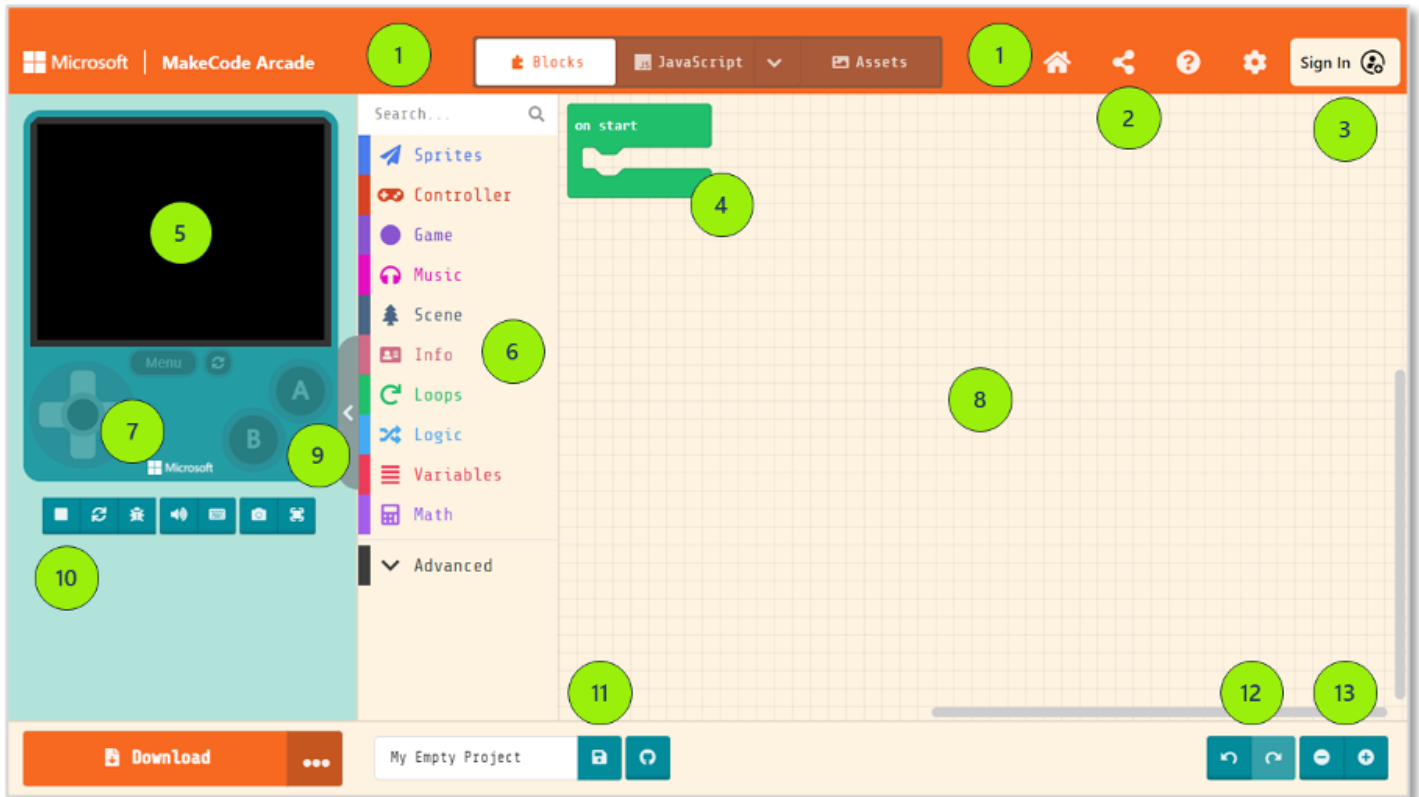 Microsoft | MakeCode Arcade
1
Blocks
JS JavaScript
Assets
1
Sign In
2
3
Search...
Sprites
Controller
Game
Music
Scene
Info
Loops
Logic
Variables
Math
Advanced
on start
4
5
6
Menu
A
B
7
Microsoft
8
9
10
11
12
13
Download
My Empty Project